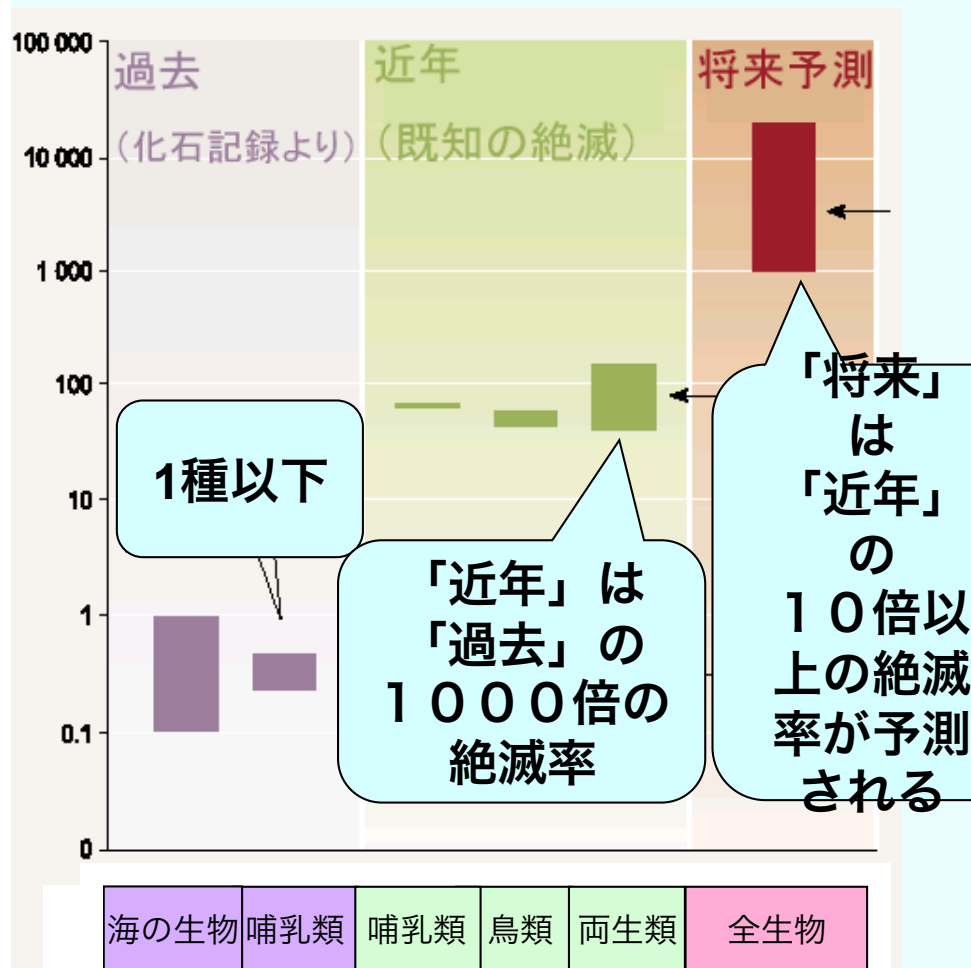 100 000
過去
近年
将来予測
(化石記録より)
(既知の絶滅)
10 000
1 000
100
10
1
0.1
0
1種以下
「近年」は
「過去」の
１０００倍の
絶滅率
「将来」
は
「近年」
の
１０倍以
上の絶滅
率が予測
される
海の生物
哺乳類
哺乳類
鳥類
両生類
全生物